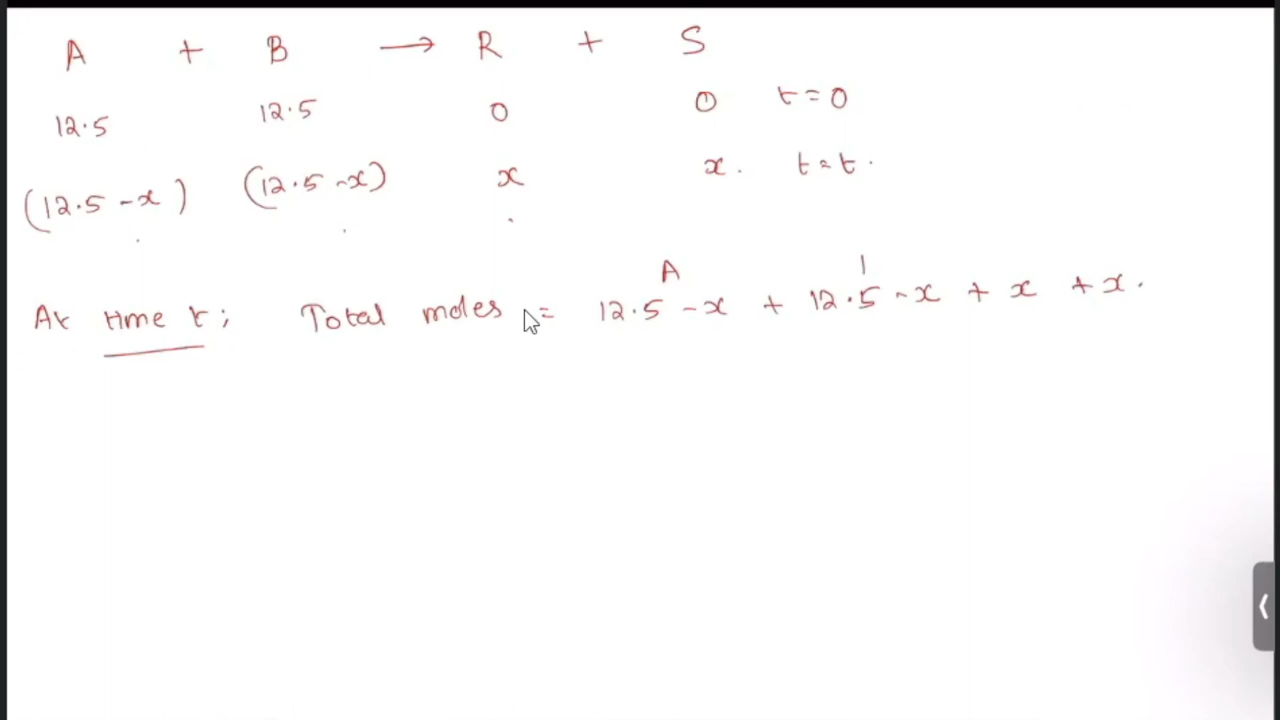 A + B → R + S
12.5 12.5 0 0 t = 0
(12.5 - x) (12.5 - x) x x. t = t.
A 1
At time t; Total moles = 12.5 - x + 12.5 - x + x + x.